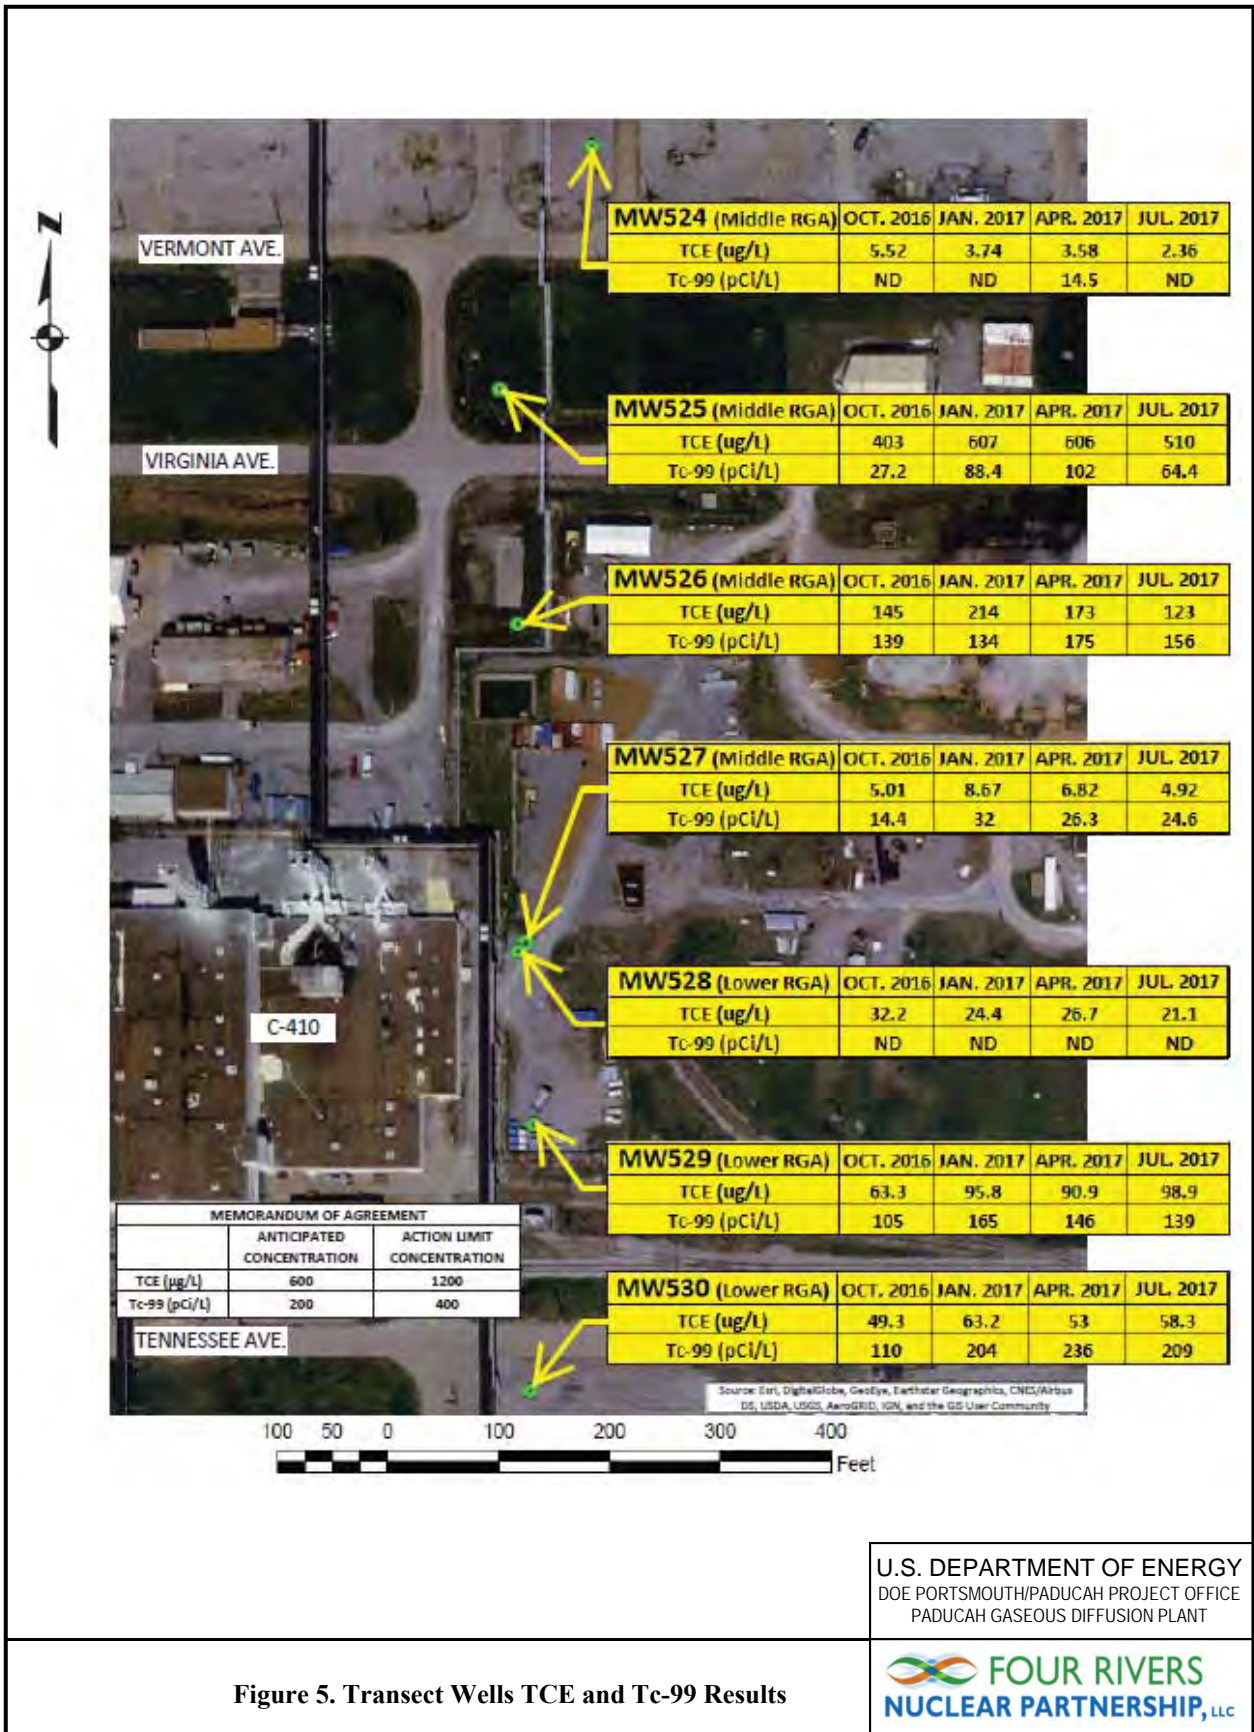 N
VERMONT AVE.
MW524 (Middle RGA) OCT. 2016 JAN. 2017 APR. 2017 JUL. 2017
TCE (ug/L) 5.52 3.74 3.58 2.36
Tc-99 (pCi/L) ND ND 14.5 ND
VIRGINIA AVE.
MW525 (Middle RGA) OCT. 2016 JAN. 2017 APR. 2017 JUL. 2017
TCE (ug/L) 403 607 606 510
Tc-99 (pCi/L) 27.2 88.4 102 64.4
MW526 (Middle RGA) OCT. 2016 JAN. 2017 APR. 2017 JUL. 2017
TCE (ug/L) 145 214 173 123
Tc-99 (pCi/L) 139 134 175 156
MW527 (Middle RGA) OCT. 2016 JAN. 2017 APR. 2017 JUL. 2017
TCE (ug/L) 5.01 8.67 6.82 4.92
Tc-99 (pCi/L) 14.4 32 26.3 24.6
C-410
MW528 (Lower RGA) OCT. 2016 JAN. 2017 APR. 2017 JUL. 2017
TCE (ug/L) 32.2 24.4 26.7 21.1
Tc-99 (pCi/L) ND ND ND ND
MW529 (Lower RGA) OCT. 2016 JAN. 2017 APR. 2017 JUL. 2017
TCE (ug/L) 63.3 95.8 90.9 98.9
Tc-99 (pCi/L) 105 165 146 139
MEMORANDUM OF AGREEMENT
ANTICIPATED ACTION LIMIT
CONCENTRATION CONCENTRATION
TCE (µg/L) 600 1200
Tc-99 (pCi/L) 200 400
TENNESSEE AVE.
MW530 (Lower RGA) OCT. 2016 JAN. 2017 APR. 2017 JUL. 2017
TCE (ug/L) 49.3 63.2 53 58.3
Tc-99 (pCi/L) 110 204 236 209
Source: Esri, DigitalGlobe, GeoEye, Earthstar Geographics, CNES/Airbus
DS, USDA, USGS, AeroGRID, IGN, and the GIS User Community
100 50 0 100 200 300 400
Feet
U.S. DEPARTMENT OF ENERGY
DOE PORTSMOUTH/PADUCAH PROJECT OFFICE
PADUCAH GASEOUS DIFFUSION PLANT
Figure 5. Transect Wells TCE and Tc-99 Results
FOUR RIVERS
NUCLEAR PARTNERSHIP, LLC